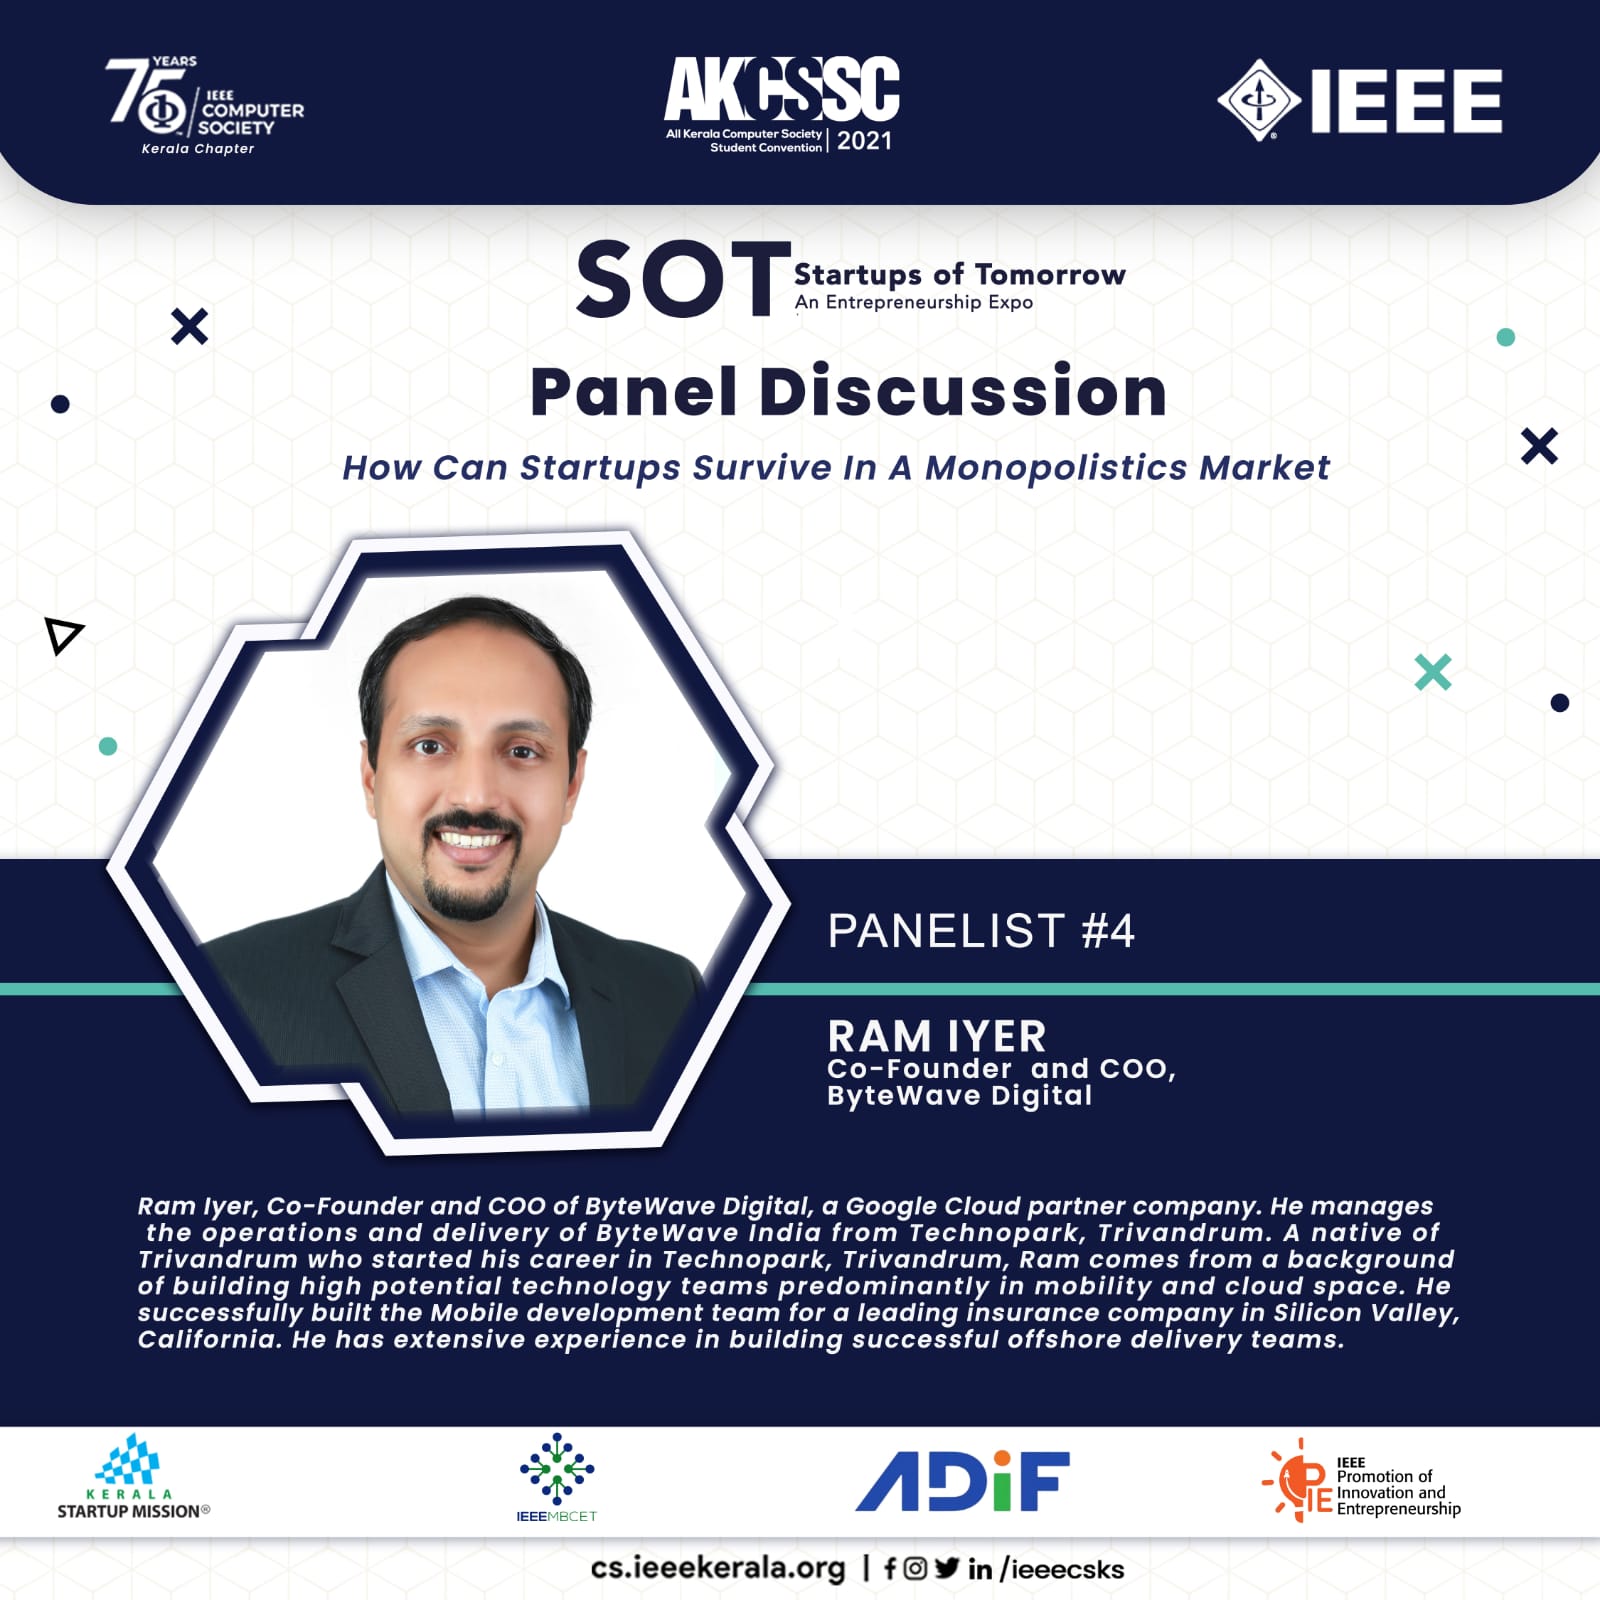 75 YEARS
IEEE
COMPUTER
SOCIETY
Kerala Chapter
AKCSSC
All Kerala Computer Society
Student Convention | 2021
IEEE
SOT
Startups of Tomorrow
An Entrepreneurship Expo
Panel Discussion
How Can Startups Survive In A Monopolistics Market
PANELIST #4
RAM IYER
Co-Founder and COO,
ByteWave Digital
Ram Iyer, Co-Founder and COO of ByteWave Digital, a Google Cloud partner company. He manages
the operations and delivery of ByteWave India from Technopark, Trivandrum. A native of
Trivandrum who started his career in Technopark, Trivandrum, Ram comes from a background
of building high potential technology teams predominantly in mobility and cloud space. He
successfully built the Mobile development team for a leading insurance company in Silicon Valley,
California. He has extensive experience in building successful offshore delivery teams.
KERALA
STARTUP MISSION®
IEEEMBCET
ADiF
PIE
IEEE
Promotion of
Innovation and
Entrepreneurship
cs.ieeekerala.org | /ieeecsks